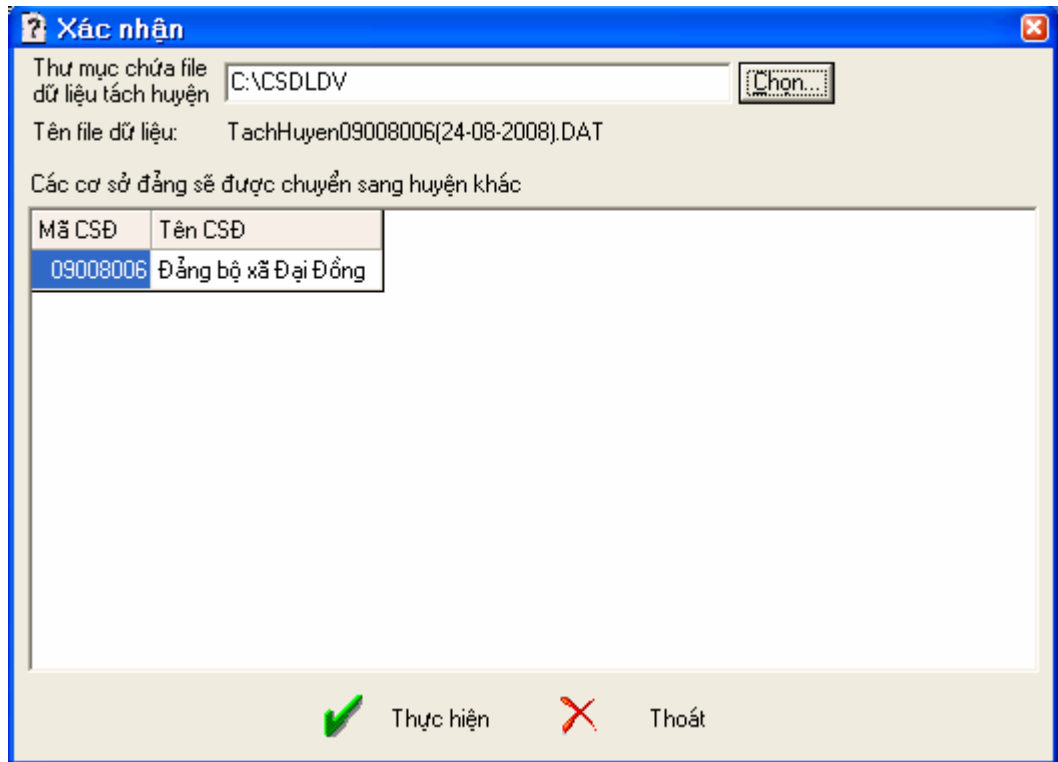 Xác nhận
Thư mục chứa file
dữ liệu tách huyện
C:\CSDLDV
Chọn...
Tên file dữ liệu: TachHuyen09008006(24-08-2008).DAT
Các cơ sở đảng sẽ được chuyển sang huyện khác
Mã CSĐ Tên CSĐ
09008006 Đảng bộ xã Đại Đồng
Thực hiện Thoát